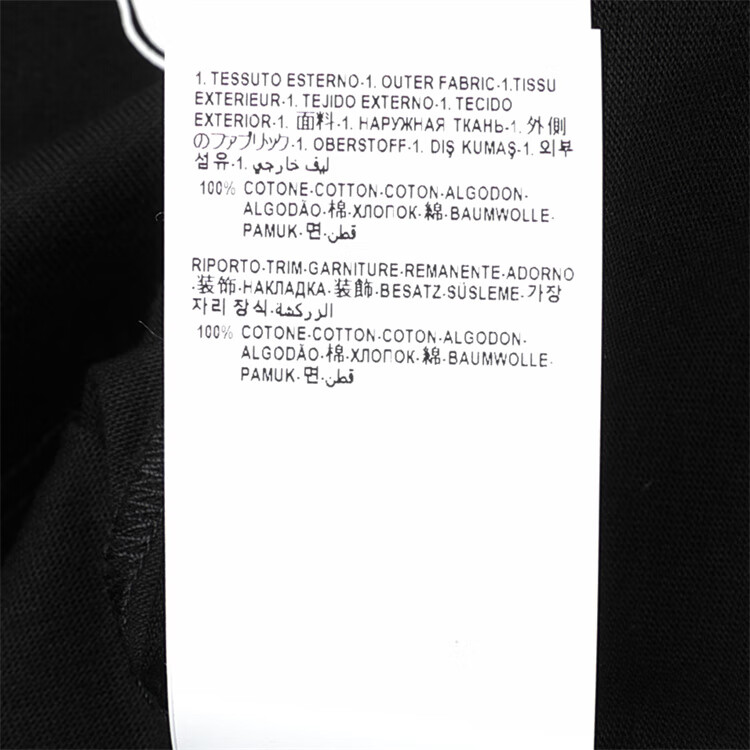 1. TESSUTO ESTERNO-1. OUTER FABRIC-1.TISSU
EXTERIEUR-1. TEJIDO EXTERNO-1. TECIDO
EXTERIOR-1. 面料-1. НАРУЖНАЯ ТКАНЬ-1. 外側
のファブリック-1. OBERSTOFF-1. DIŞ KUMAŞ-1. 외부
섬유-1. ليف خارجي
100% COTONE-COTTON-COTON-ALGODON-
ALGODÃO-棉-ХЛОПОК-綿-BAUMWOLLE-
PAMUK-면-قطن
RIPORTO-TRIM-GARNITURE-REMANENTE-ADORNO
-装饰-НАКЛАДКА-装飾-BESATZ-SÜSLEME-가장
자리 장식-الزركشة
100% COTONE-COTTON-COTON-ALGODON-
ALGODÃO-棉-ХЛОПОК-綿-BAUMWOLLE-
PAMUK-면-قطن